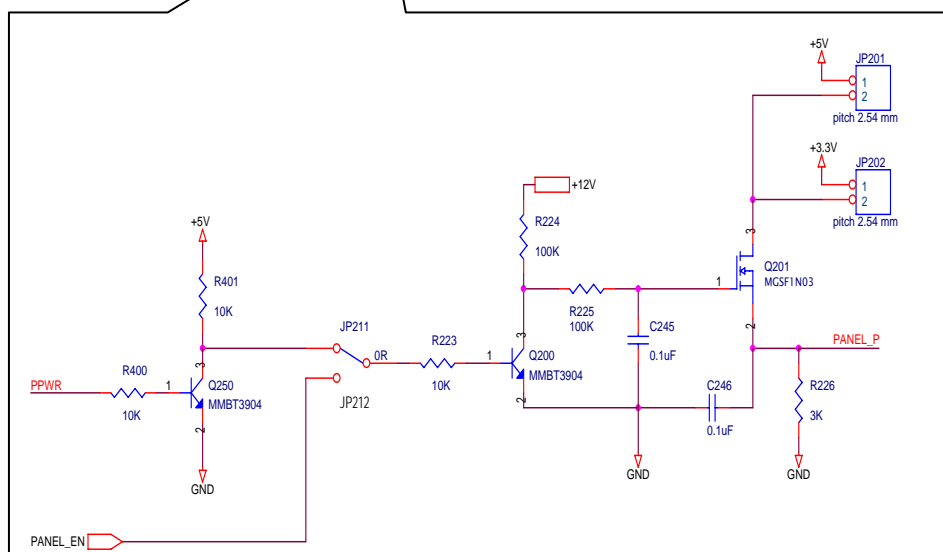 +5V
JP201
1
2
pitch 2.54 mm
+3.3V
JP202
1
2
pitch 2.54 mm
+12V
R224
100K
+5V
R401
10K
3
Q201
MGSF1N03
1
2
R225
100K
C245
0.1uF
JP211
0R
JP212
R223
10K
3
1
Q200
MMBT3904
2
PANEL_P
PPWR
R400
10K
3
1
Q250
MMBT3904
2
C246
0.1uF
R226
3K
GND
GND
GND
PANEL_EN